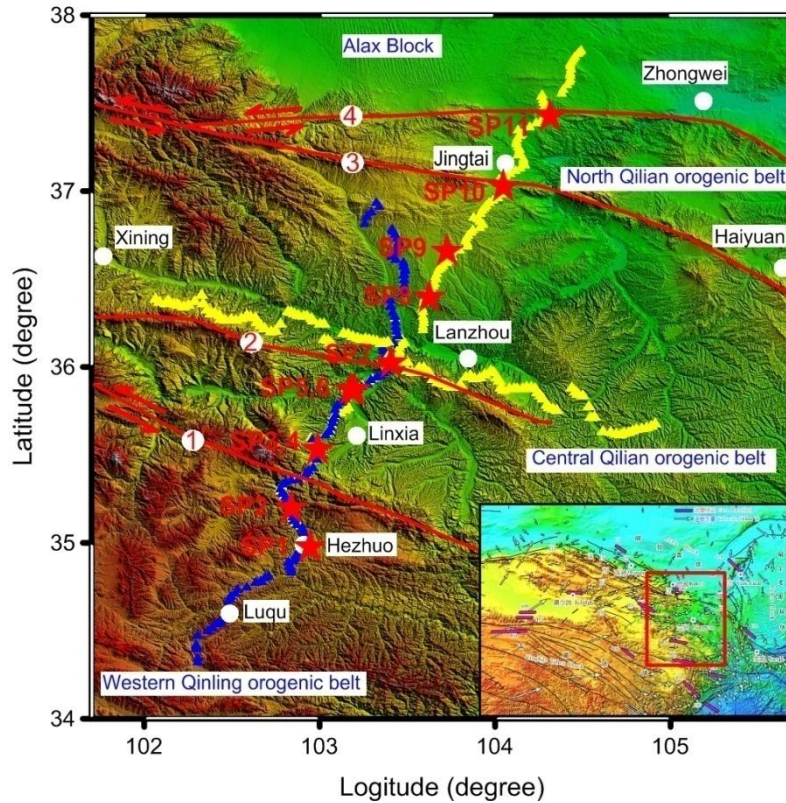 38
Alax Block
Zhongwei
4
SP11
3
Jingtai
37
SP10
North Qilian orogenic belt
Xining
SP9
Haiyuan
SP8
Lanzhou
36
2
SP7
SP5,6
Linxia
1
SP3,4
Central Qilian orogenic belt
SP2
35
SP1
Hezhuo
Luqu
Western Qinling orogenic belt
34
102
103
104
105
Latitude (degree)
Logitude (degree)